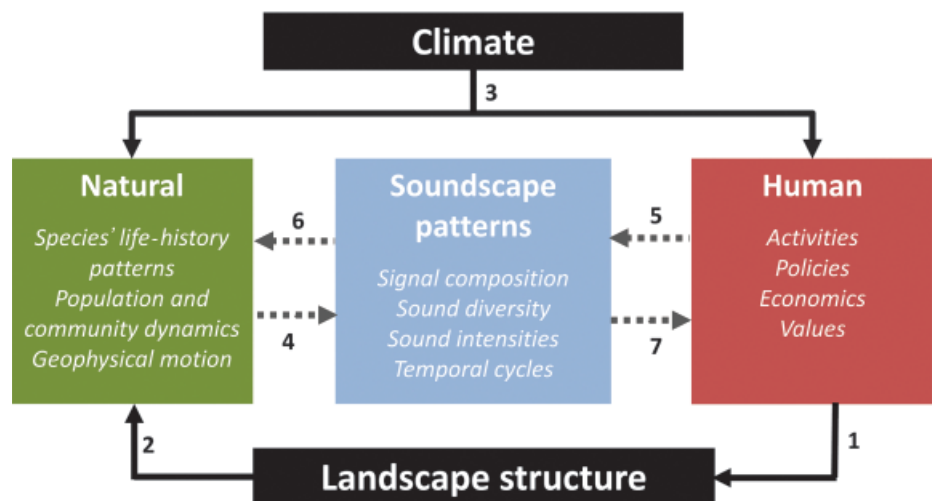 Climate
3
Natural
Species' life-history
patterns
Population and
community dynamics
Geophysical motion
6
4
Soundscape
patterns
Signal composition
Sound diversity
Sound intensities
Temporal cycles
5
7
Human
Activities
Policies
Economics
Values
2
Landscape structure
1